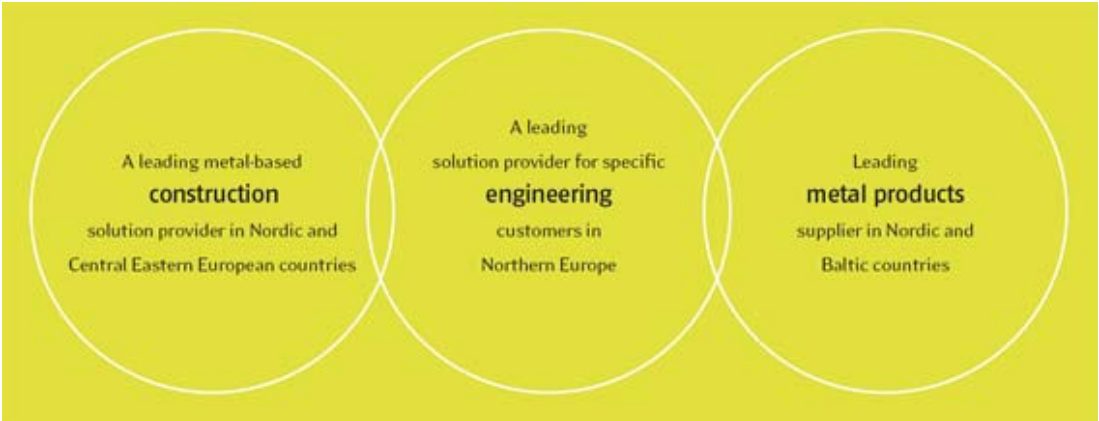 A leading metal-based
construction
solution provider in Nordic and
Central Eastern European countries
A leading
solution provider for specific
engineering
customers in
Northern Europe
Leading
metal products
supplier in Nordic and
Baltic countries